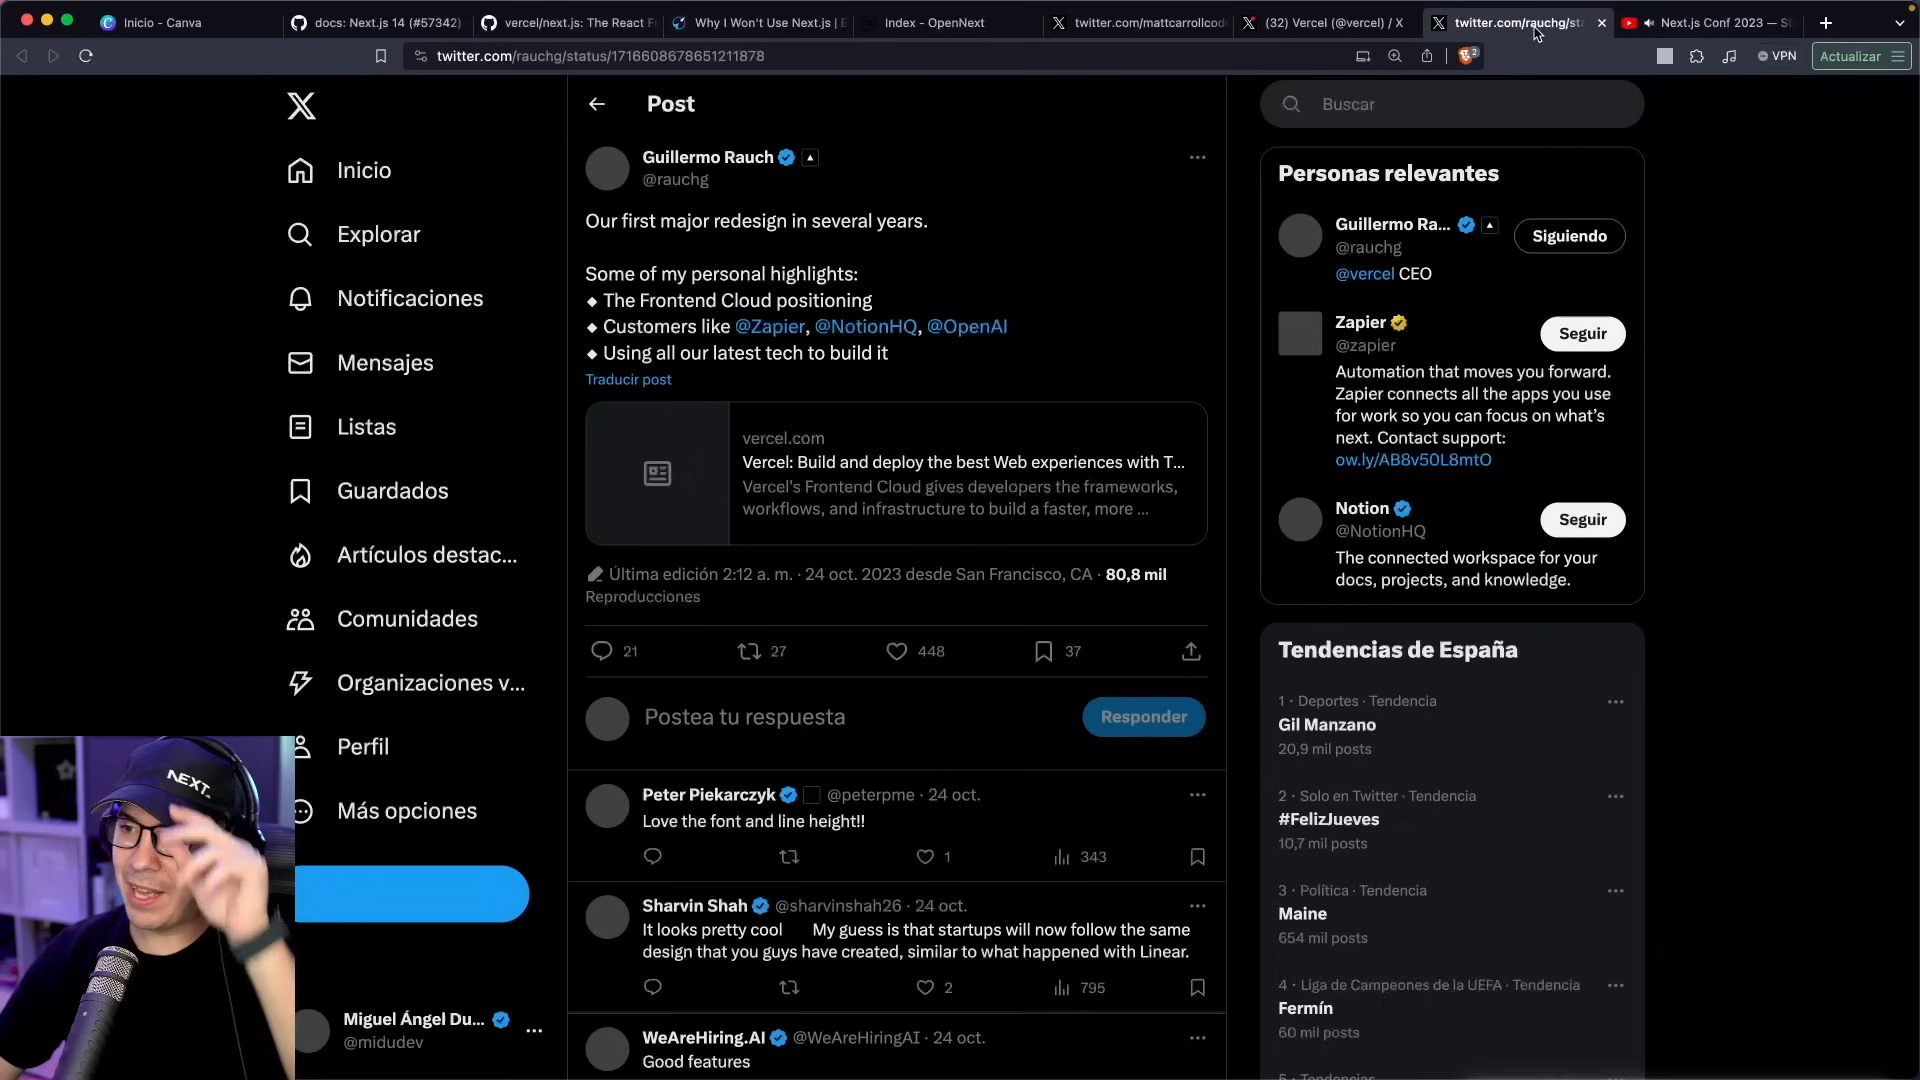 Inicio - Canva
docs: Next.js 14 (#57342)
vercel/next.js: The React Fr
Why I Won't Use Next.js | E
Index - OpenNext
twitter.com/mattcarrollcod
(32) Vercel (@vercel) / X
twitter.com/rauchg/sta
Next.js Conf 2023 — St
twitter.com/rauchg/status/1716608678651211878
2
VPN
Actualizar
Inicio
Explorar
Notificaciones
Mensajes
Listas
Guardados
Artículos destac...
Comunidades
Organizaciones v...
Perfil
Más opciones
NEXT.
Miguel Ángel Du...
@midudev
Post
Guillermo Rauch
@rauchg
Our first major redesign in several years.
Some of my personal highlights:
◆ The Frontend Cloud positioning
◆ Customers like @Zapier, @NotionHQ, @OpenAI
◆ Using all our latest tech to build it
Traducir post
vercel.com
Vercel: Build and deploy the best Web experiences with T...
Vercel's Frontend Cloud gives developers the frameworks,
workflows, and infrastructure to build a faster, more ...
Última edición 2:12 a. m. · 24 oct. 2023 desde San Francisco, CA · 80,8 mil
Reproducciones
21
27
448
37
Postea tu respuesta
Responder
Peter Piekarczyk @peterpme · 24 oct.
Love the font and line height!!
1
343
Sharvin Shah @sharvinshah26 · 24 oct.
It looks pretty cool My guess is that startups will now follow the same
design that you guys have created, similar to what happened with Linear.
2
795
WeAreHiring.AI @WeAreHiringAI · 24 oct.
Good features
Buscar
Personas relevantes
Guillermo Ra...
@rauchg
Siguiendo
@vercel CEO
Zapier
@zapier
Seguir
Automation that moves you forward.
Zapier connects all the apps you use
for work so you can focus on what's
next. Contact support:
ow.ly/AB8v50L8mtO
Notion
@NotionHQ
Seguir
The connected workspace for your
docs, projects, and knowledge.
Tendencias de España
1 · Deportes · Tendencia
Gil Manzano
20,9 mil posts
2 · Solo en Twitter · Tendencia
#FelizJueves
10,7 mil posts
3 · Política · Tendencia
Maine
654 mil posts
4 · Liga de Campeones de la UEFA · Tendencia
Fermín
60 mil posts
5 · Tendencias